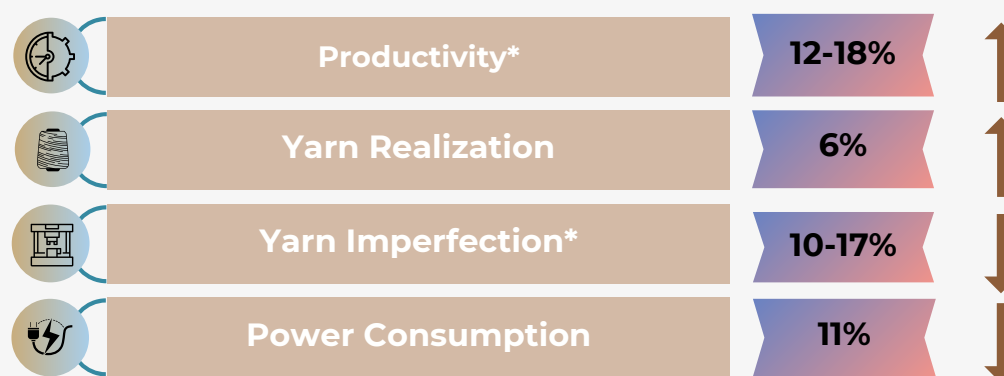 Productivity*
12-18%
Yarn Realization
6%
Yarn Imperfection*
10-17%
Power Consumption
11%